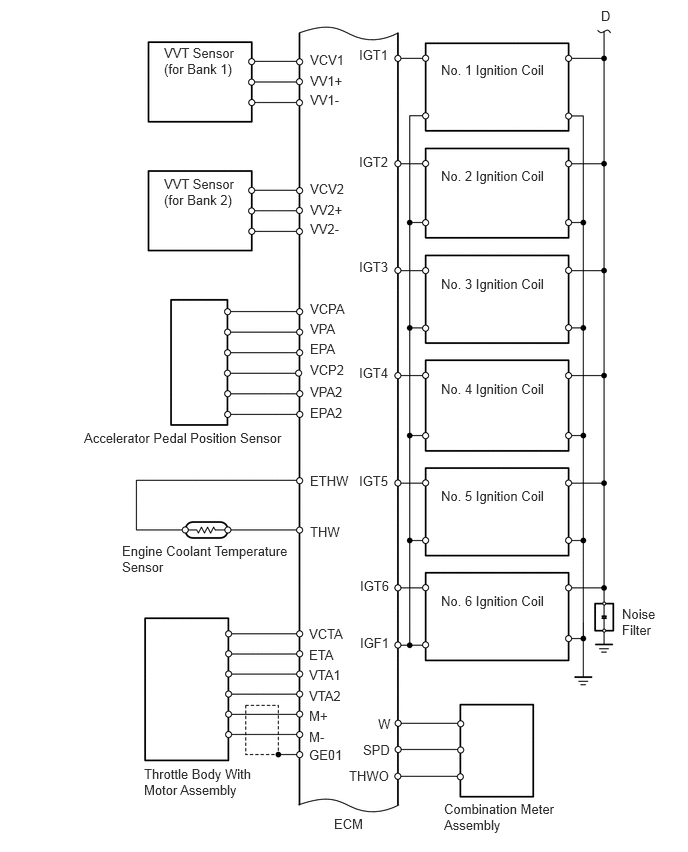 D
VVT Sensor
(for Bank 1)
VCV1
VV1+
VV1-
IGT1
No. 1 Ignition Coil
VVT Sensor
(for Bank 2)
VCV2
VV2+
VV2-
IGT2
No. 2 Ignition Coil
IGT3
No. 3 Ignition Coil
VCPA
VPA
EPA
VCP2
VPA2
EPA2
Accelerator Pedal Position Sensor
IGT4
No. 4 Ignition Coil
ETHW
THW
Engine Coolant Temperature
Sensor
IGT5
No. 5 Ignition Coil
IGT6
No. 6 Ignition Coil
IGF1
Noise
Filter
VCTA
ETA
VTA1
VTA2
M+
M-
GE01
Throttle Body With
Motor Assembly
W
SPD
THWO
Combination Meter
Assembly
ECM